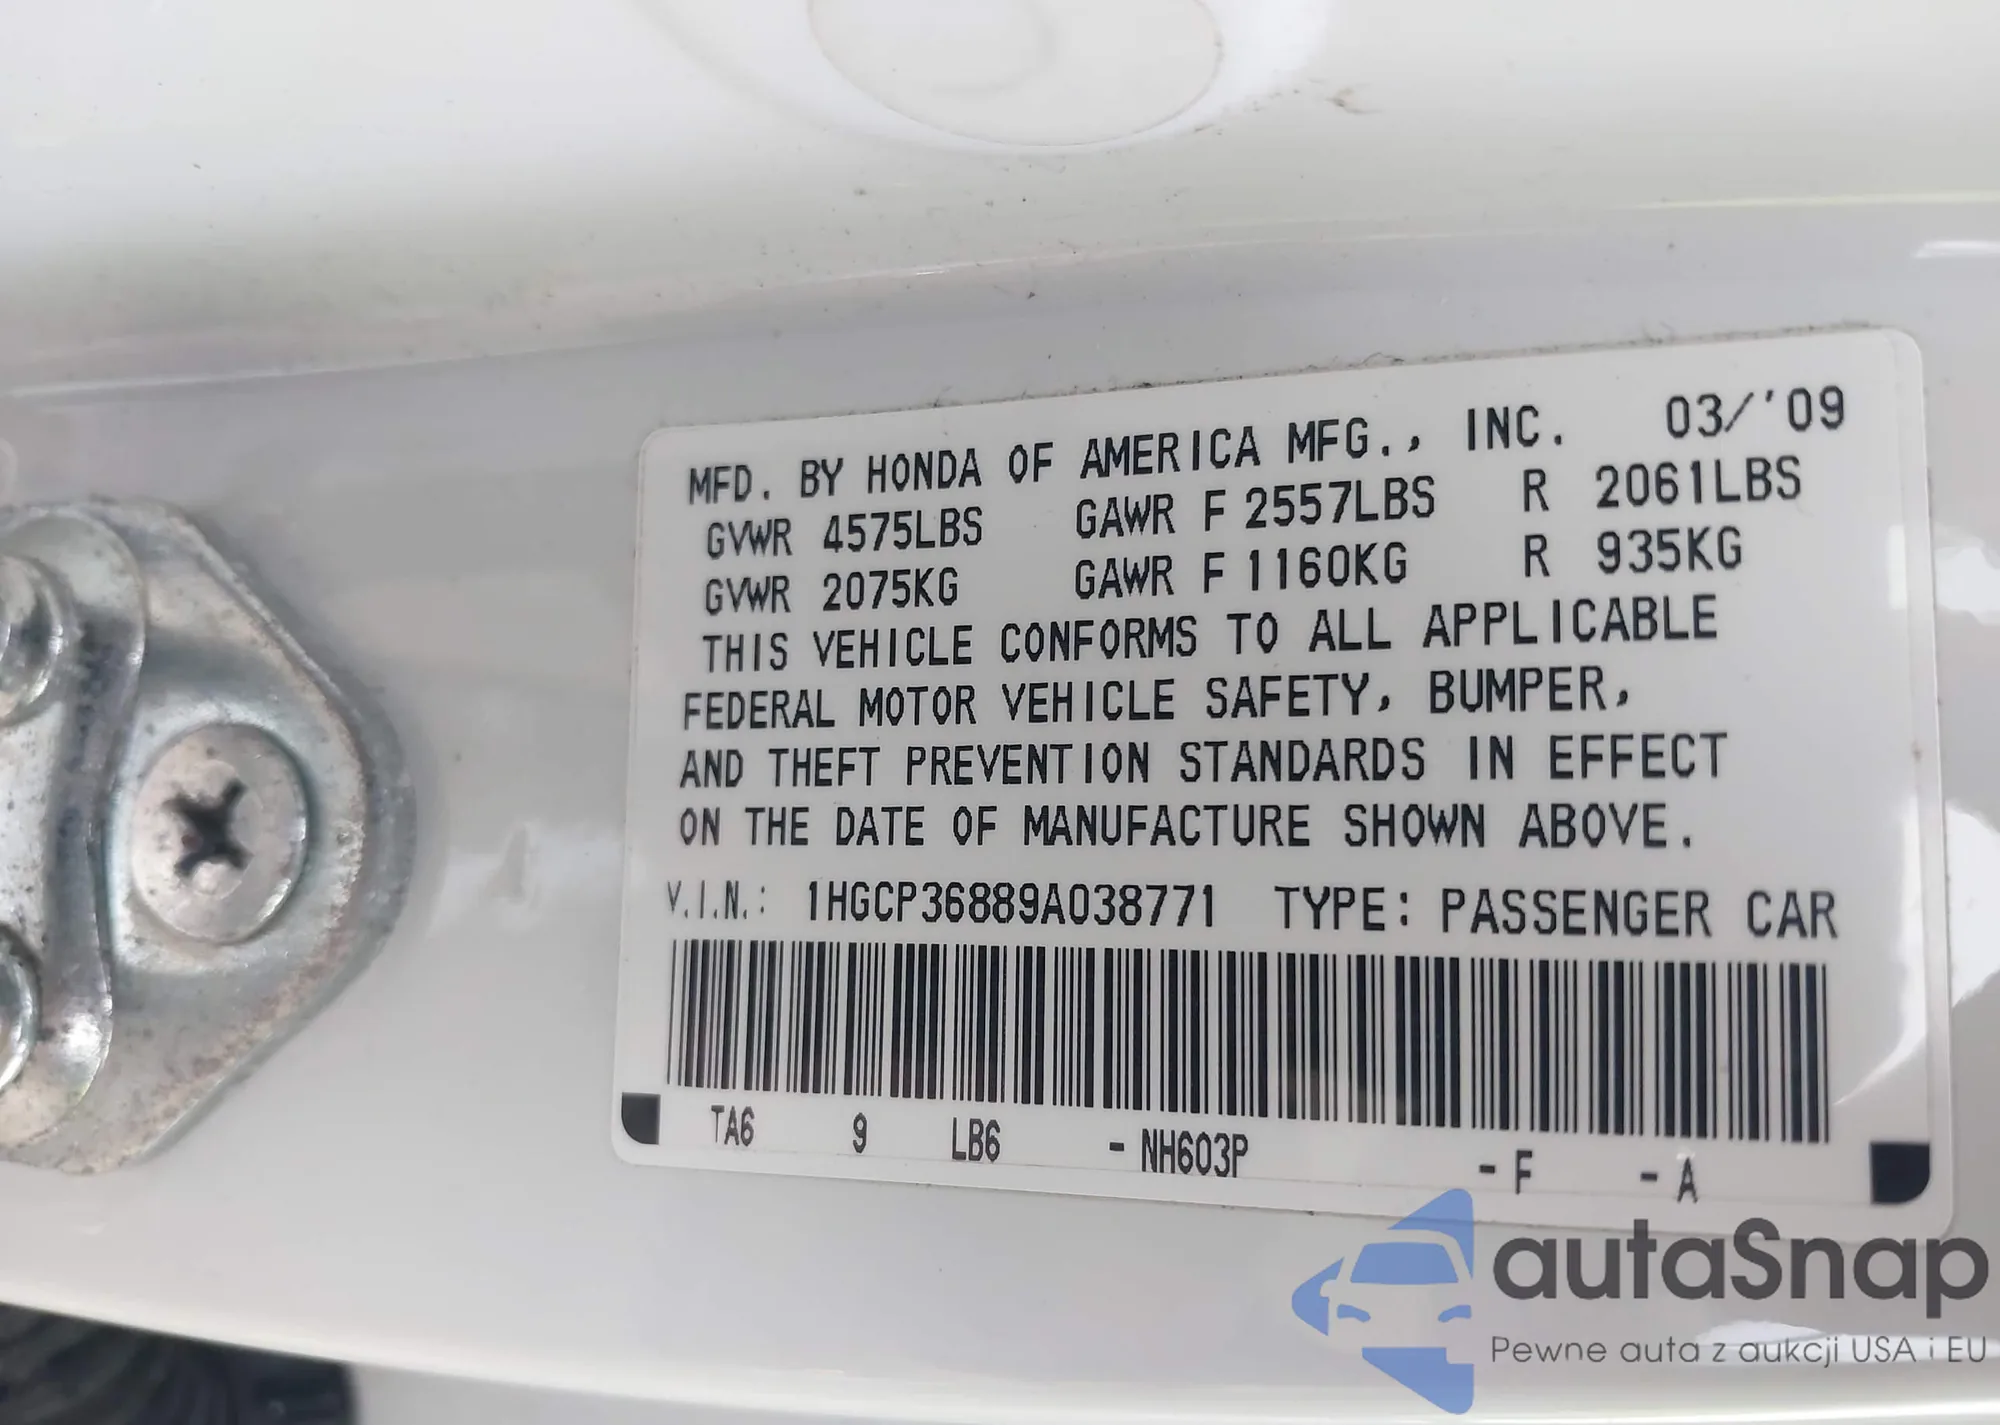 MFD. BY HONDA OF AMERICA MFG., INC. 03/'09
GVWR 4575LBS GAWR F 2557LBS R 2061LBS
GVWR 2075KG GAWR F 1160KG R 935KG
THIS VEHICLE CONFORMS TO ALL APPLICABLE
FEDERAL MOTOR VEHICLE SAFETY, BUMPER,
AND THEFT PREVENTION STANDARDS IN EFFECT
ON THE DATE OF MANUFACTURE SHOWN ABOVE.
V.I.N.: 1HGCP36889A038771 TYPE: PASSENGER CAR
TA6 9 LB6 -NH603P -F -A
autaSnap
Pewne auta z aukcji USA i EU